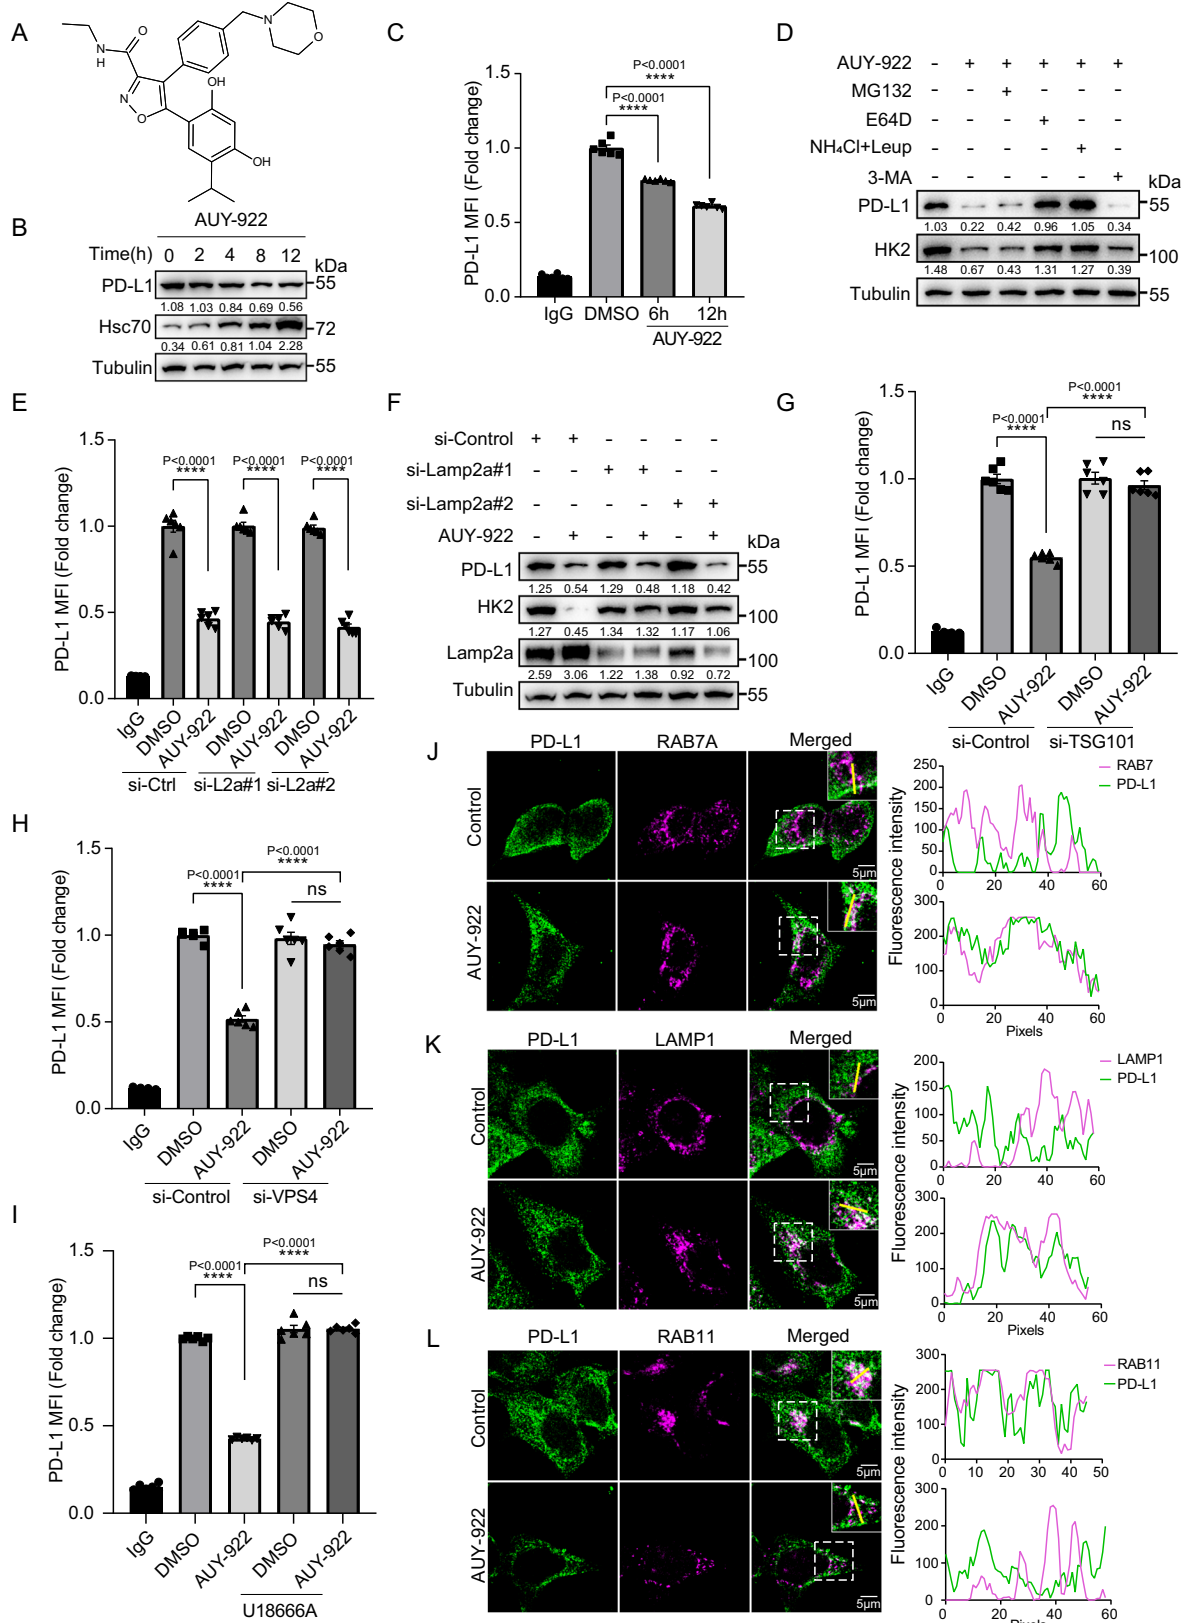 A
O
N
H
N
O
N
O
OH
OH
AUY-922
B
Time(h) 0 2 4 8 12 kDa
PD-L1 55
1.08 1.03 0.84 0.69 0.56
Hsc70 72
0.34 0.61 0.81 1.04 2.28
Tubulin 55
C
PD-L1 MFI (Fold change)
1.5
1.0
0.5
0.0
P<0.0001
****
P<0.0001
****
IgG DMSO 6h 12h
AUY-922
D
AUY-922 - + + + + +
MG132 - - + - - -
E64D - - - + - -
NH₄Cl+Leup - - - - + -
3-MA - - - - - + kDa
PD-L1 55
1.03 0.22 0.42 0.96 1.05 0.34
HK2 100
1.48 0.67 0.43 1.31 1.27 0.39
Tubulin 55
E
PD-L1 MFI (Fold change)
1.5
1.0
0.5
0.0
P<0.0001 P<0.0001 P<0.0001
**** **** ****
IgG DMSO AUY-922 DMSO AUY-922 DMSO AUY-922
si-Ctrl si-L2a#1 si-L2a#2
F
si-Control + + - - - -
si-Lamp2a#1 - - + + - -
si-Lamp2a#2 - - - - + +
AUY-922 - + - + - + kDa
PD-L1 55
1.25 0.54 1.29 0.48 1.18 0.42
HK2 100
1.27 0.45 1.34 1.32 1.17 1.06
Lamp2a 100
2.59 3.06 1.22 1.38 0.92 0.72
Tubulin 55
G
PD-L1 MFI (Fold change)
1.5
1.0
0.5
0.0
P<0.0001
****
P<0.0001
****
ns
IgG DMSO AUY-922 DMSO AUY-922
si-Control si-TSG101
H
PD-L1 MFI (Fold change)
1.5
1.0
0.5
0.0
P<0.0001
****
P<0.0001
****
ns
IgG DMSO AUY-922 DMSO AUY-922
si-Control si-VPS4
I
PD-L1 MFI (Fold change)
1.5
1.0
0.5
0.0
P<0.0001
****
P<0.0001
****
ns
IgG DMSO AUY-922 DMSO AUY-922
U18666A
J
PD-L1 RAB7A Merged
Control
5μm
AUY-922
5μm
RAB7
PD-L1
Fluorescence intensity
250
200
150
100
50
0
0 20 40 60
300
200
100
0
0 20 40 60
Pixels
K
PD-L1 LAMP1 Merged
Control
5μm
AUY-922
5μm
LAMP1
PD-L1
Fluorescence intensity
200
150
100
50
0
0 20 40 60
300
200
100
0
0 20 40 60
Pixels
L
PD-L1 RAB11 Merged
Control
5μm
AUY-922
5μm
RAB11
PD-L1
Fluorescence intensity
300
200
100
0
0 10 20 30 40 50
300
200
100
0
0 20 40 60
Pixels